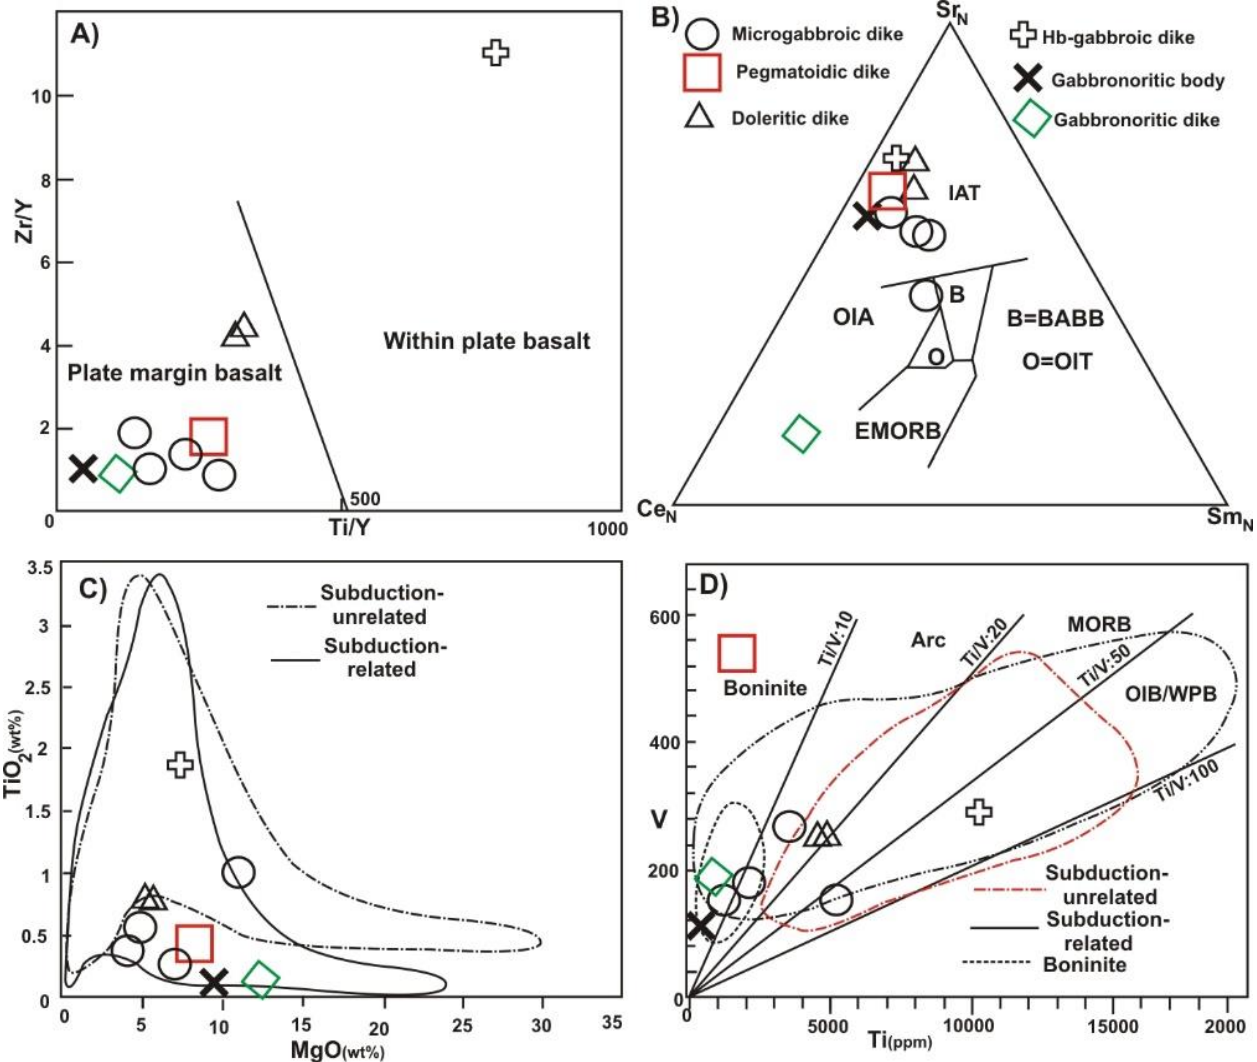 A)
Zr/Y
10
8
6
4
2
0
Within plate basalt
Plate margin basalt
500
Ti/Y
1000
B)
Sr_N
Microgabbroic dike
Pegmatoidic dike
Doleritic dike
Hb-gabbroic dike
Gabbronoritic body
Gabbronoritic dike
IAT
B
OIA
B=BABB
O
O=OIT
EMORB
Ce_N
Sm_N
C)
3.5
3
2.5
2
1.5
1
0.5
0
TiO2(wt%)
Subduction-
unrelated
Subduction-
related
0
5
10
15
20
25
30
35
MgO(wt%)
D)
600
400
200
0
V
Boninite
Ti/V:10
Arc
Ti/V:20
MORB
Ti/V:50
OIB/WPB
Ti/V:100
Subduction-
unrelated
Subduction-
related
Boninite
0
5000
10000
15000
2000
Ti(ppm)